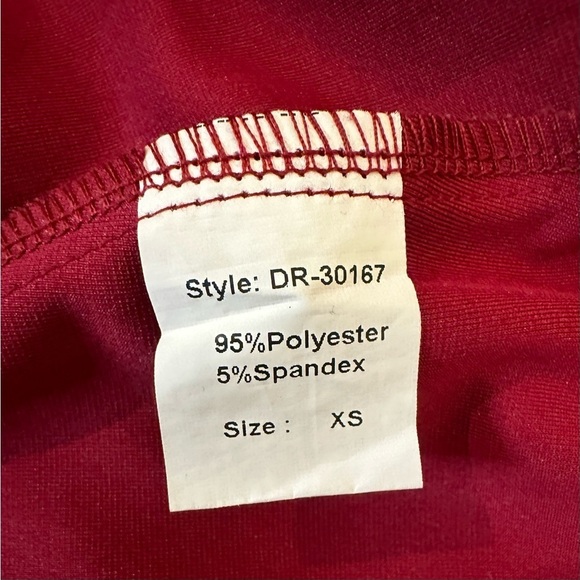 Style: DR-30167
95%Polyester
5%Spandex
Size : XS